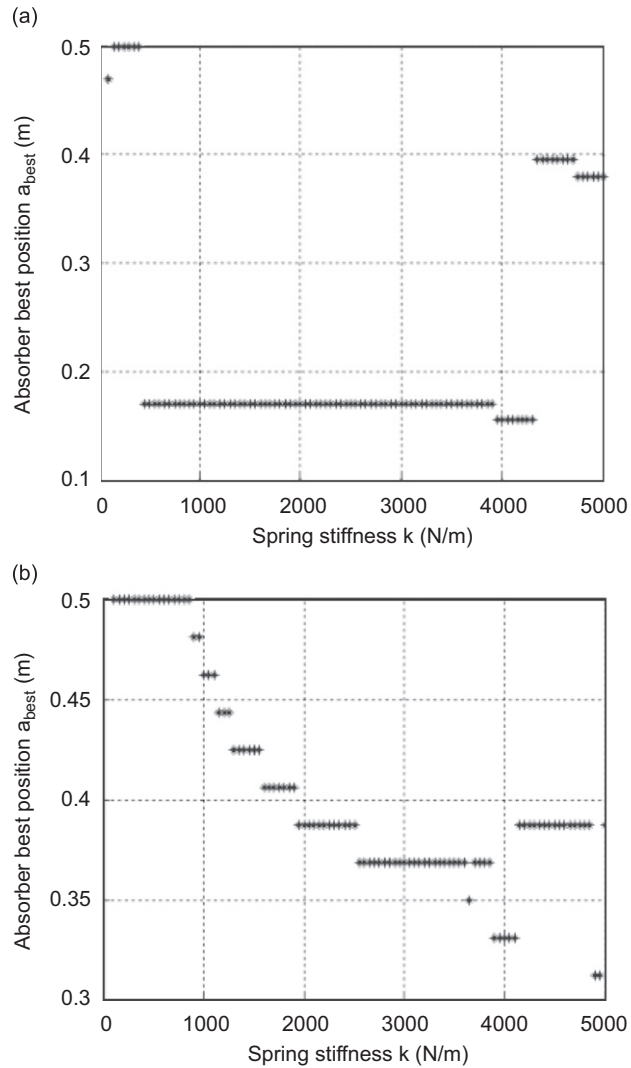 (a)
0.5
0.4
0.3
0.2
0.1
Absorber best position a_best (m)
0 1000 2000 3000 4000 5000
Spring stiffness k (N/m)
(b)
0.5
0.45
0.4
0.35
0.3
Absorber best position a_best (m)
0 1000 2000 3000 4000 5000
Spring stiffness k (N/m)